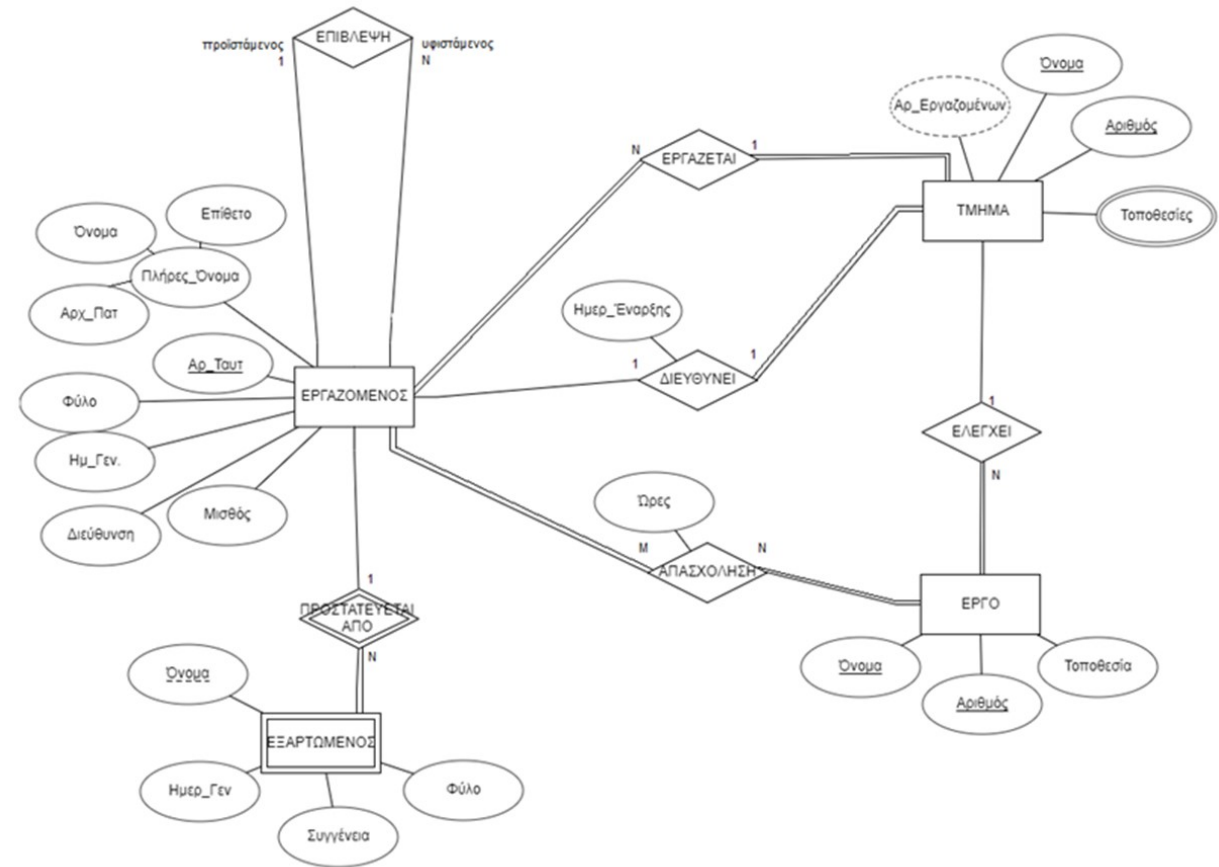 ΕΠΙΒΛΕΨΗ
προϊστάμενος
1
υφιστάμενος
N
Όνομα
Αρ_Εργαζομένων
Αριθμός
ΕΡΓΑΖΕΤΑΙ
N
1
ΤΜΗΜΑ
Τοποθεσίες
Επίθετο
Όνομα
Πλήρες_Όνομα
Αρχ_Πατ
Ημερ_Έναρξης
Αρ_Ταυτ
1
ΔΙΕΥΘΥΝΕΙ
1
ΕΡΓΑΖΟΜΕΝΟΣ
Φύλο
Ημ_Γεν.
Διεύθυνση
Μισθός
1
ΕΛΕΓΧΕΙ
N
Ώρες
M
ΑΠΑΣΧΟΛΗΣΗ
N
1
ΠΡΟΣΤΑΤΕΥΕΤΑΙ
ΑΠΟ
N
ΕΡΓΟ
Όνομα
Αριθμός
Τοποθεσία
Όνομα
ΕΞΑΡΤΩΜΕΝΟΣ
Ημερ_Γεν
Συγγένεια
Φύλο